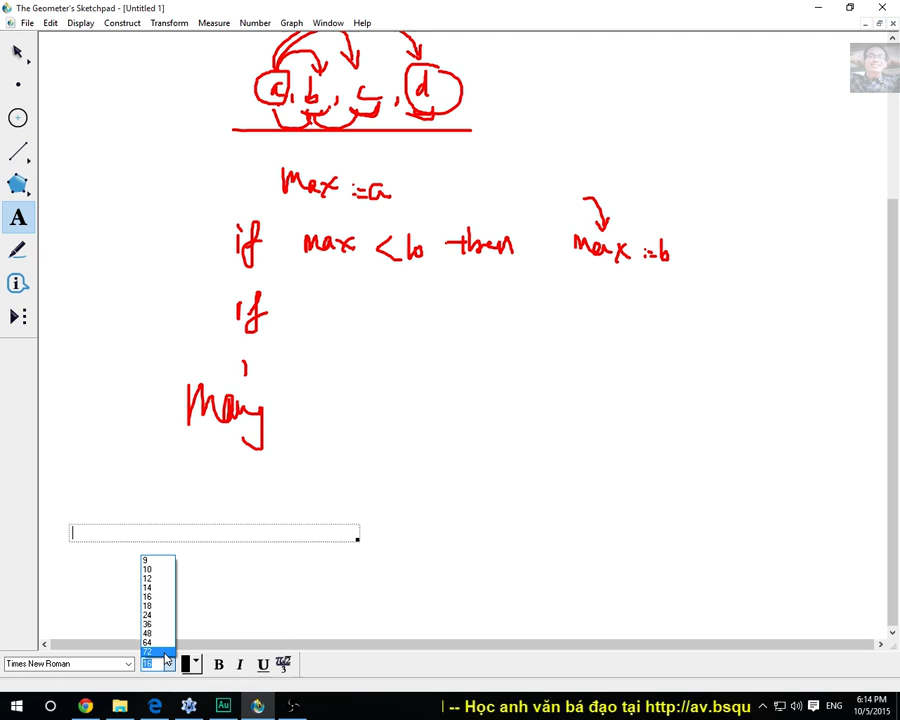 The Geometer's Sketchpad - [Untitled 1]
File Edit Display Construct Transform Measure Number Graph Window Help
a, b, c, d
Max := a
if max < b then max := b
if
Mảng
9
10
12
14
16
18
24
36
48
64
72
Times New Roman 16 B I U
-- Học anh văn bá đạo tại http://av.bsqu
ENG
6:14 PM
10/5/2015